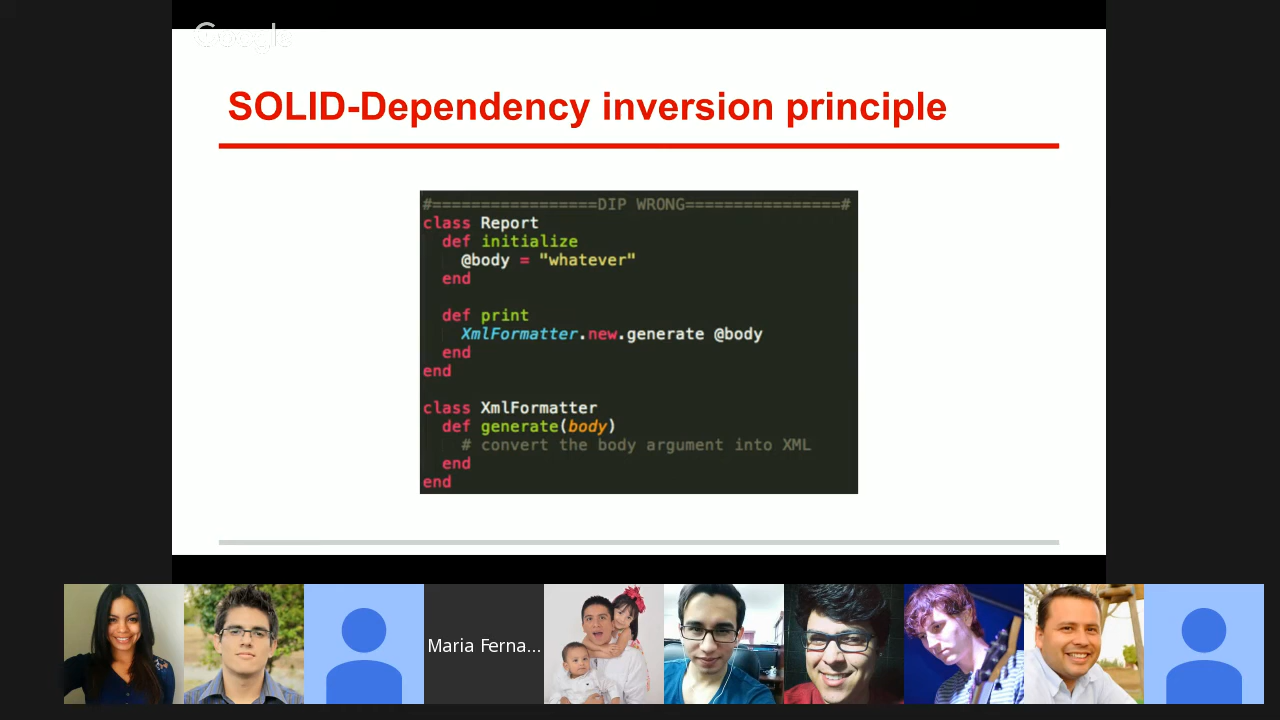 Google
SOLID-Dependency inversion principle
#=================DIP WRONG================#
class Report
def initialize
@body = "whatever"
end
def print
XmlFormatter.new.generate @body
end
end
class XmlFormatter
def generate(body)
# convert the body argument into XML
end
end
Maria Ferna...